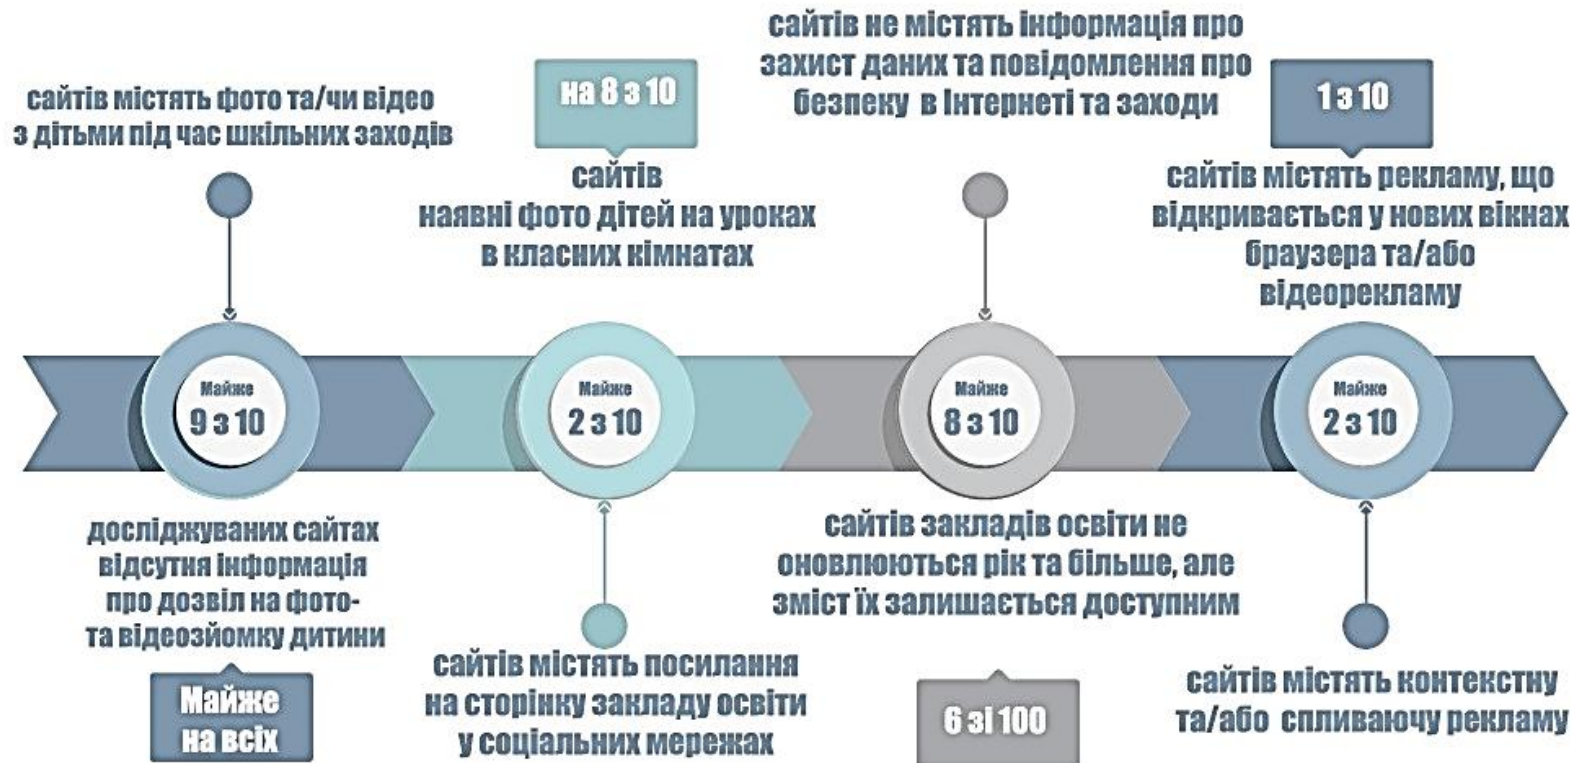 сайтів містять фото та/чи відео
з дітьми під час шкільних заходів
Майже
9 з 10
досліджуваних сайтах
відсутня інформація
про дозвіл на фото-
та відеозйомку дитини
Майже
на всіх
на 8 з 10
сайтів
наявні фото дітей на уроках
в класних кімнатах
Майже
2 з 10
сайтів містять посилання
на сторінку закладу освіти
у соціальних мережах
сайтів не містять інформація про
захист даних та повідомлення про
безпеку в Інтернеті та заходи
Майже
8 з 10
сайтів закладів освіти не
оновлюються рік та більше, але
зміст їх залишається доступним
6 зі 100
1 з 10
сайтів містять рекламу, що
відкривається у нових вікнах
браузера та/або
відеорекламу
Майже
2 з 10
сайтів містять контекстну
та/або спливаючу рекламу